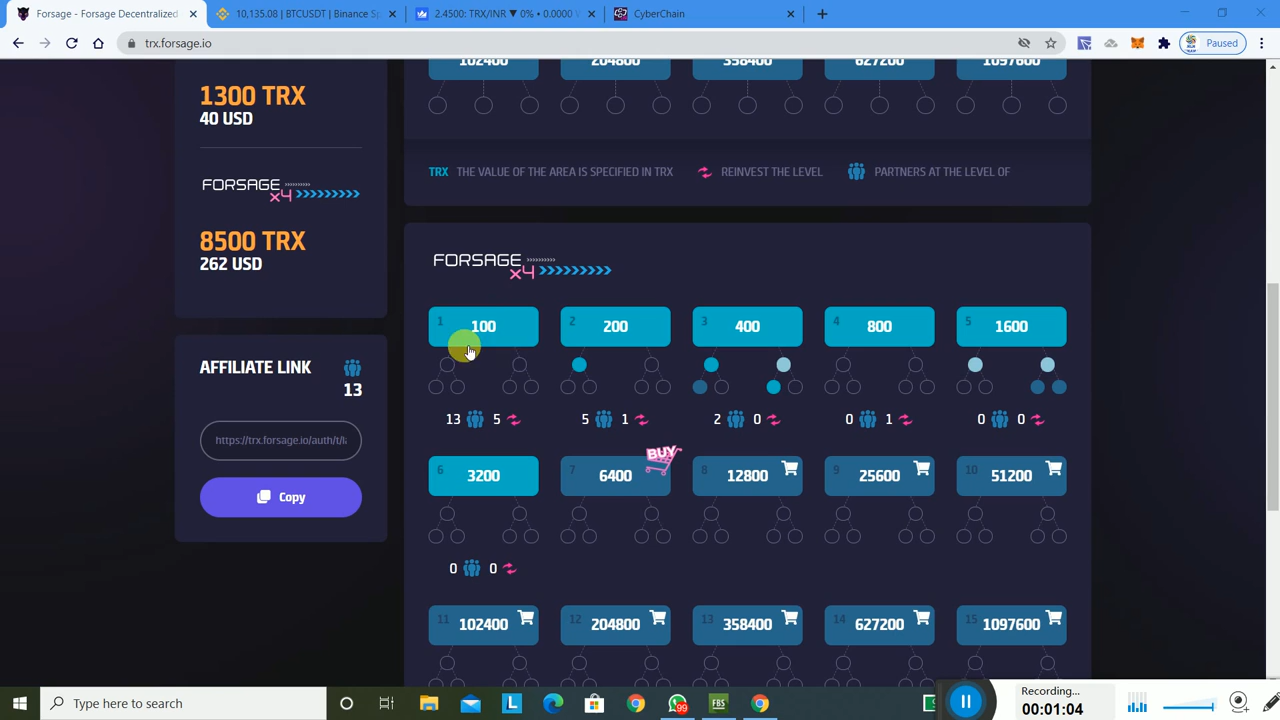 Forsage - Forsage Decentralized
10,135.08 | BTCUSDT | Binance Sp
2.4500: TRX/INR ▼ 0% • 0.0000
CyberChain
trx.forsage.io
Paused
102400 204800 358400 627200 1097600
1300 TRX
40 USD
TRX THE VALUE OF THE AREA IS SPECIFIED IN TRX REINVEST THE LEVEL PARTNERS AT THE LEVEL OF
FORSAGE
x4
8500 TRX
262 USD
FORSAGE
x4
1 100 2 200 3 400 4 800 5 1600
AFFILIATE LINK
13
13 5 5 1 2 0 0 1 0 0
https://trx.forsage.io/auth/t/l
BUY
6 3200 7 6400 8 12800 9 25600 10 51200
Copy
0 0
11 102400 12 204800 13 358400 14 627200 15 1097600
Type here to search
L
99
FBS
Recording...
00:01:04